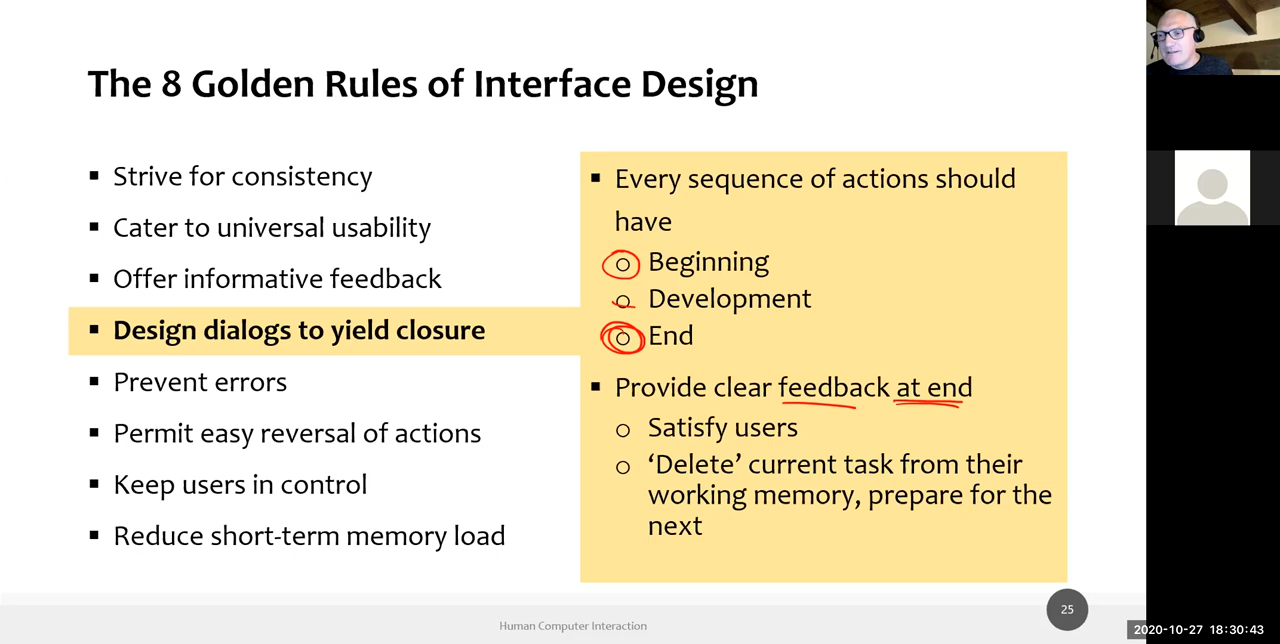 The 8 Golden Rules of Interface Design
Strive for consistency
Cater to universal usability
Offer informative feedback
Design dialogs to yield closure
Prevent errors
Permit easy reversal of actions
Keep users in control
Reduce short-term memory load
Every sequence of actions should
have
Beginning
Development
End
Provide clear feedback at end
Satisfy users
‘Delete’ current task from their
working memory, prepare for the
next
25
Human Computer Interaction
2020-10-27 18:30:43